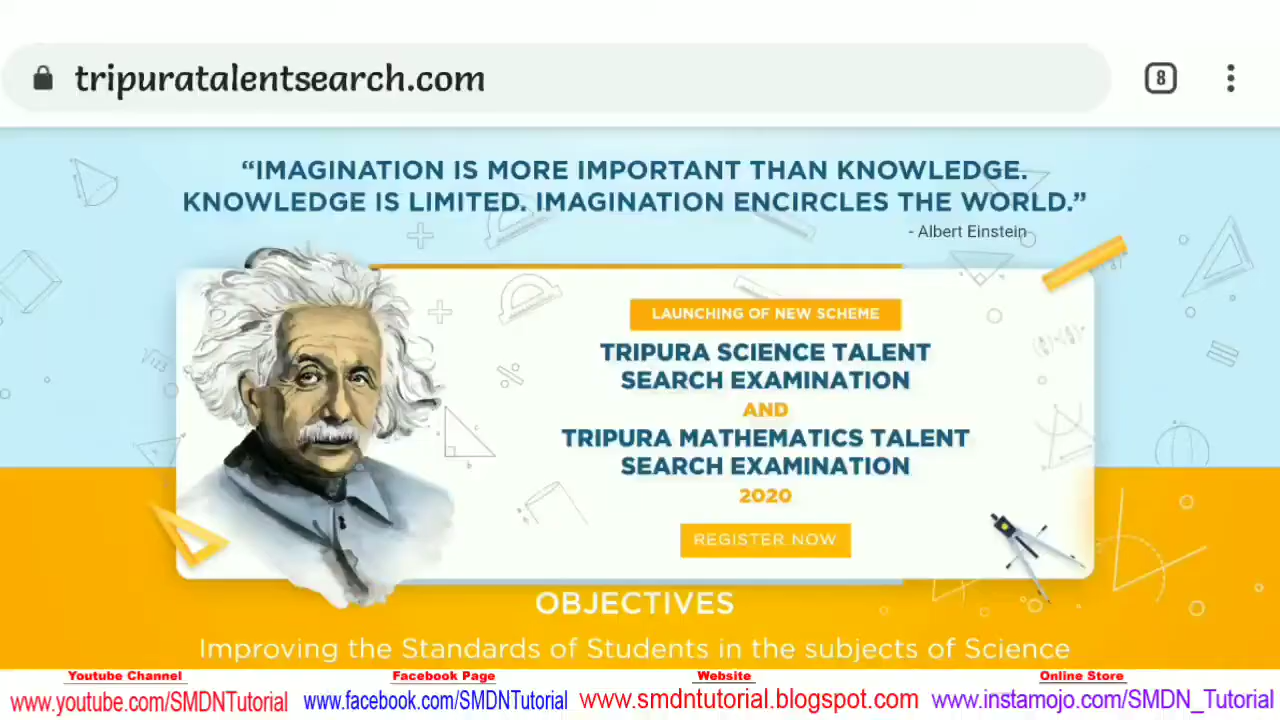 tripuratalentsearch.com
8
“IMAGINATION IS MORE IMPORTANT THAN KNOWLEDGE.
KNOWLEDGE IS LIMITED. IMAGINATION ENCIRCLES THE WORLD.”
- Albert Einstein
LAUNCHING OF NEW SCHEME
TRIPURA SCIENCE TALENT
SEARCH EXAMINATION
AND
TRIPURA MATHEMATICS TALENT
SEARCH EXAMINATION
2020
REGISTER NOW
OBJECTIVES
Improving the Standards of Students in the subjects of Science
Youtube Channel
www.youtube.com/SMDNTutorial
Facebook Page
www.facebook.com/SMDNTutorial
Website
www.smdntutorial.blogspot.com
Online Store
www.instamojo.com/SMDN_Tutorial